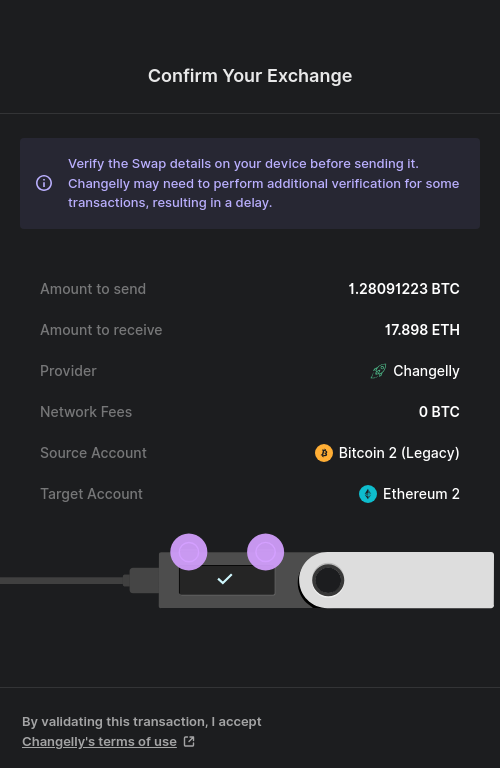 Confirm Your Exchange
Verify the Swap details on your device before sending it.
Changelly may need to perform additional verification for some
transactions, resulting in a delay.
Amount to send 1.28091223 BTC
Amount to receive 17.898 ETH
Provider Changelly
Network Fees 0 BTC
Source Account Bitcoin 2 (Legacy)
Target Account Ethereum 2
By validating this transaction, I accept
Changelly's terms of use